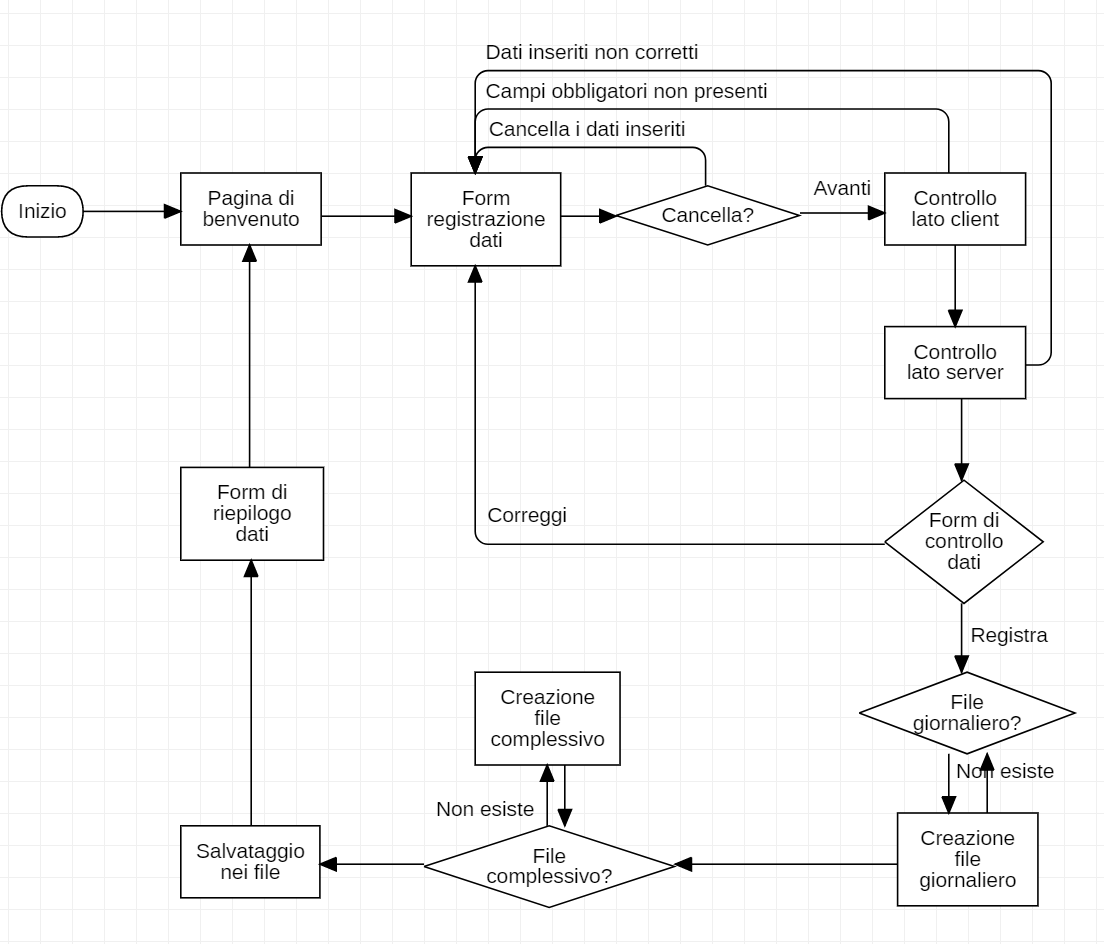 Dati inseriti non corretti
Campi obbligatori non presenti
Cancella i dati inseriti
Inizio
Pagina di
benvenuto
Form
registrazione
dati
Cancella?
Avanti
Controllo
lato client
Controllo
lato server
Form di
riepilogo
dati
Correggi
Form di
controllo
dati
Registra
Creazione
file
complessivo
File
giornaliero?
Non esiste
Non esiste
Salvataggio
nei file
File
complessivo?
Creazione
file
giornaliero